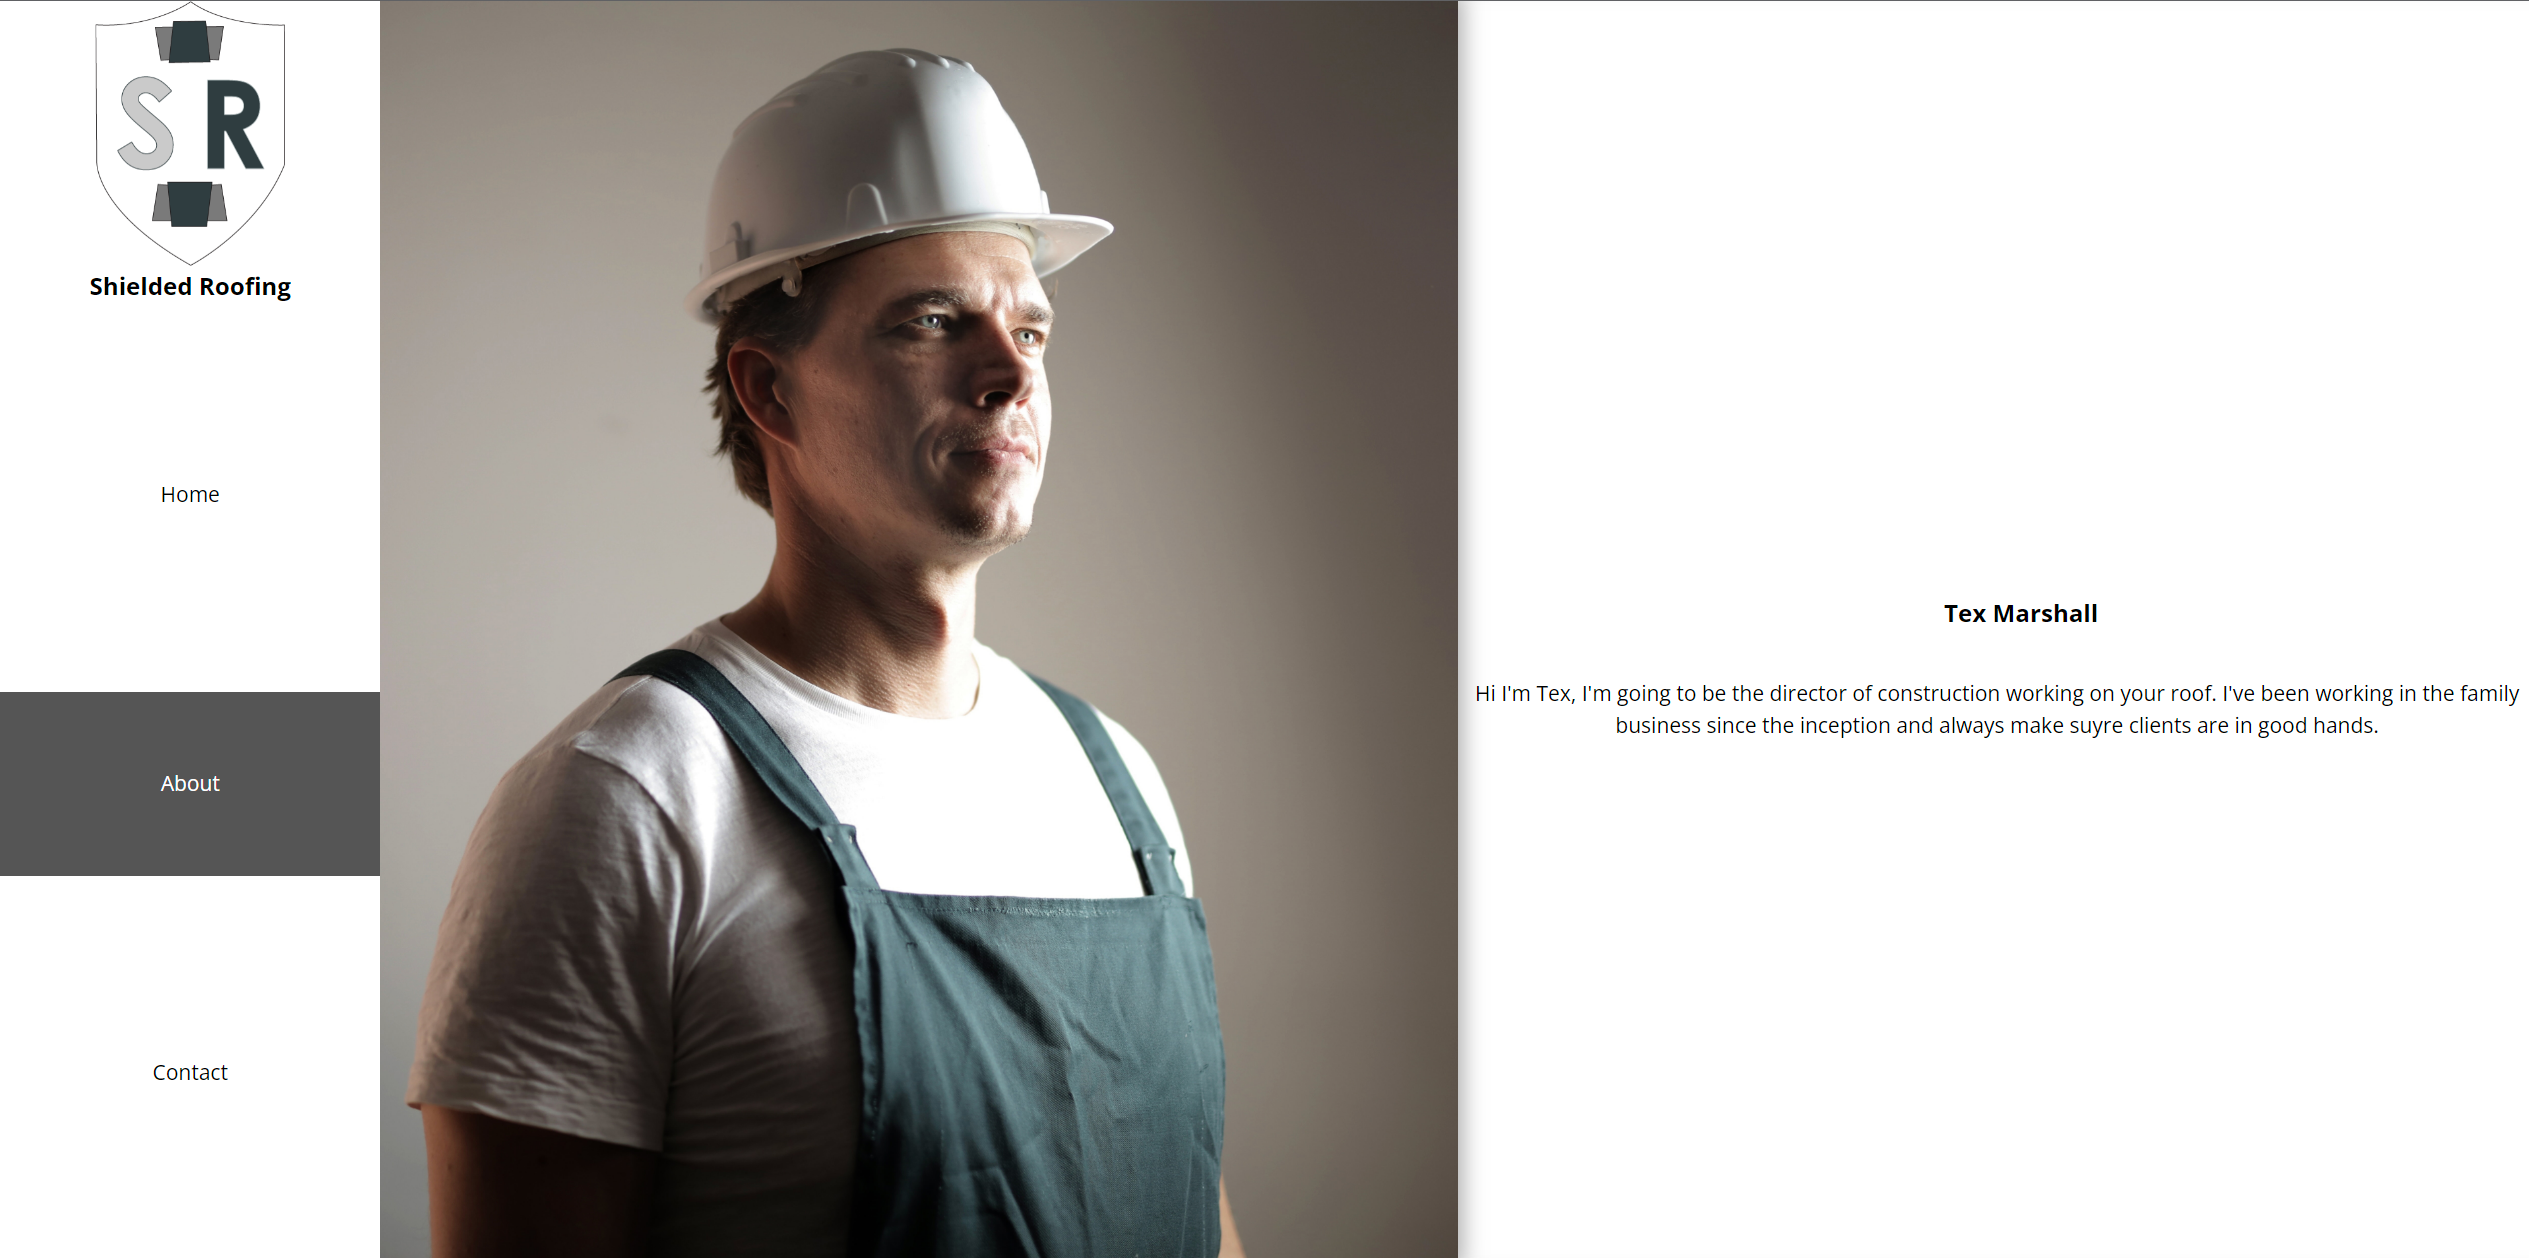 S R
Shielded Roofing
Home
About
Contact
Tex Marshall
Hi I'm Tex, I'm going to be the director of construction working on your roof. I've been working in the family
business since the inception and always make suyre clients are in good hands.